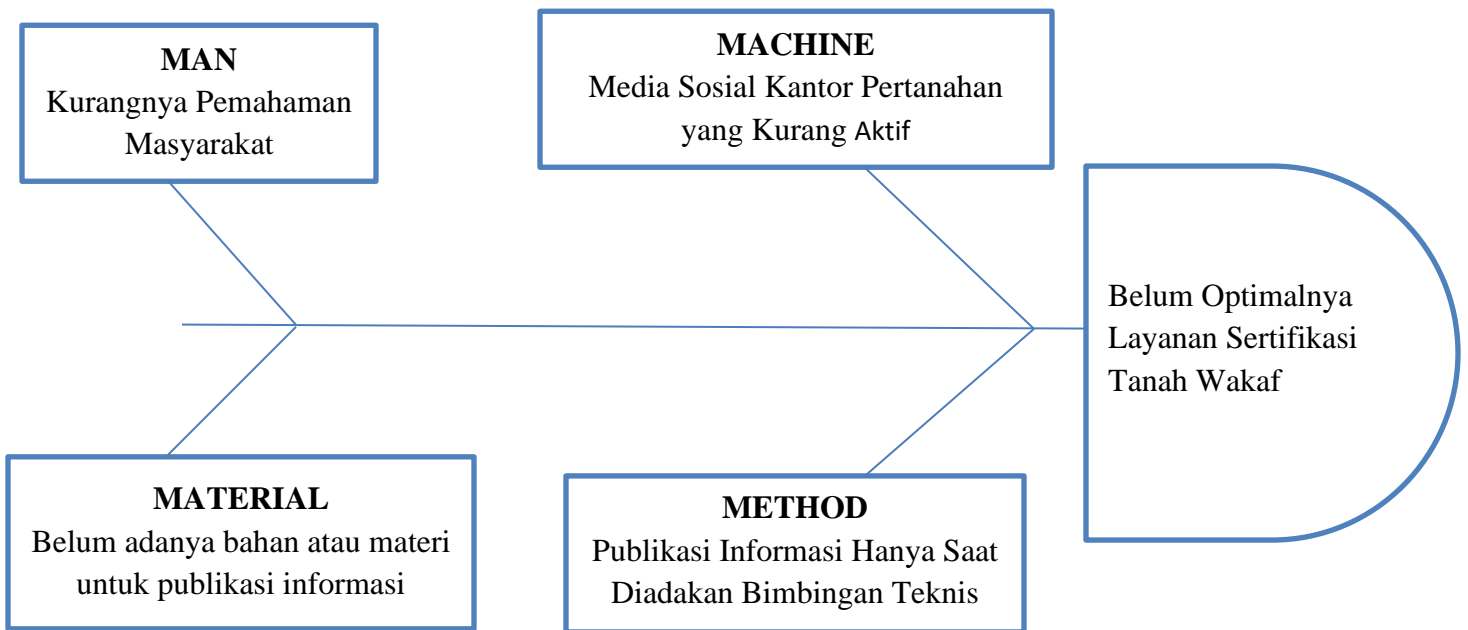 MAN
Kurangnya Pemahaman
Masyarakat
MACHINE
Media Sosial Kantor Pertanahan
yang Kurang Aktif
Belum Optimalnya
Layanan Sertifikasi
Tanah Wakaf
MATERIAL
Belum adanya bahan atau materi
untuk publikasi informasi
METHOD
Publikasi Informasi Hanya Saat
Diadakan Bimbingan Teknis